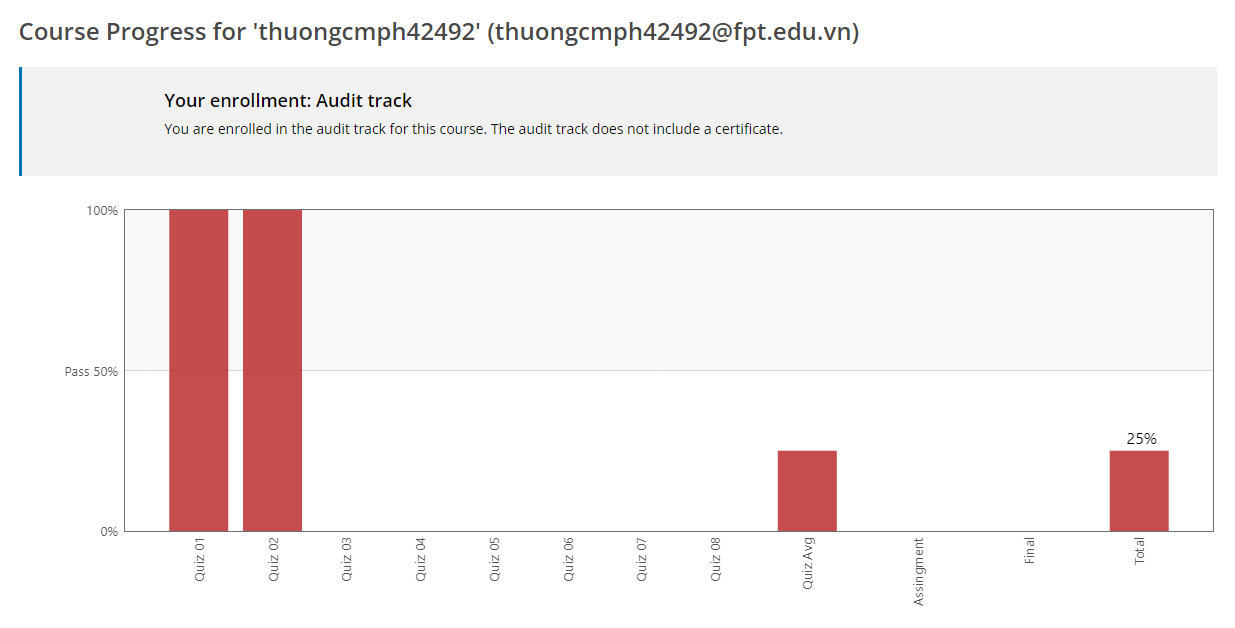 Course Progress for 'thuongcmph42492' (thuongcmph42492@fpt.edu.vn)
Your enrollment: Audit track
You are enrolled in the audit track for this course. The audit track does not include a certificate.
100%
Pass 50%
25%
0%
Quiz 01
Quiz 02
Quiz 03
Quiz 04
Quiz 05
Quiz 06
Quiz 07
Quiz 08
Quiz Avg
Assingment
Final
Total